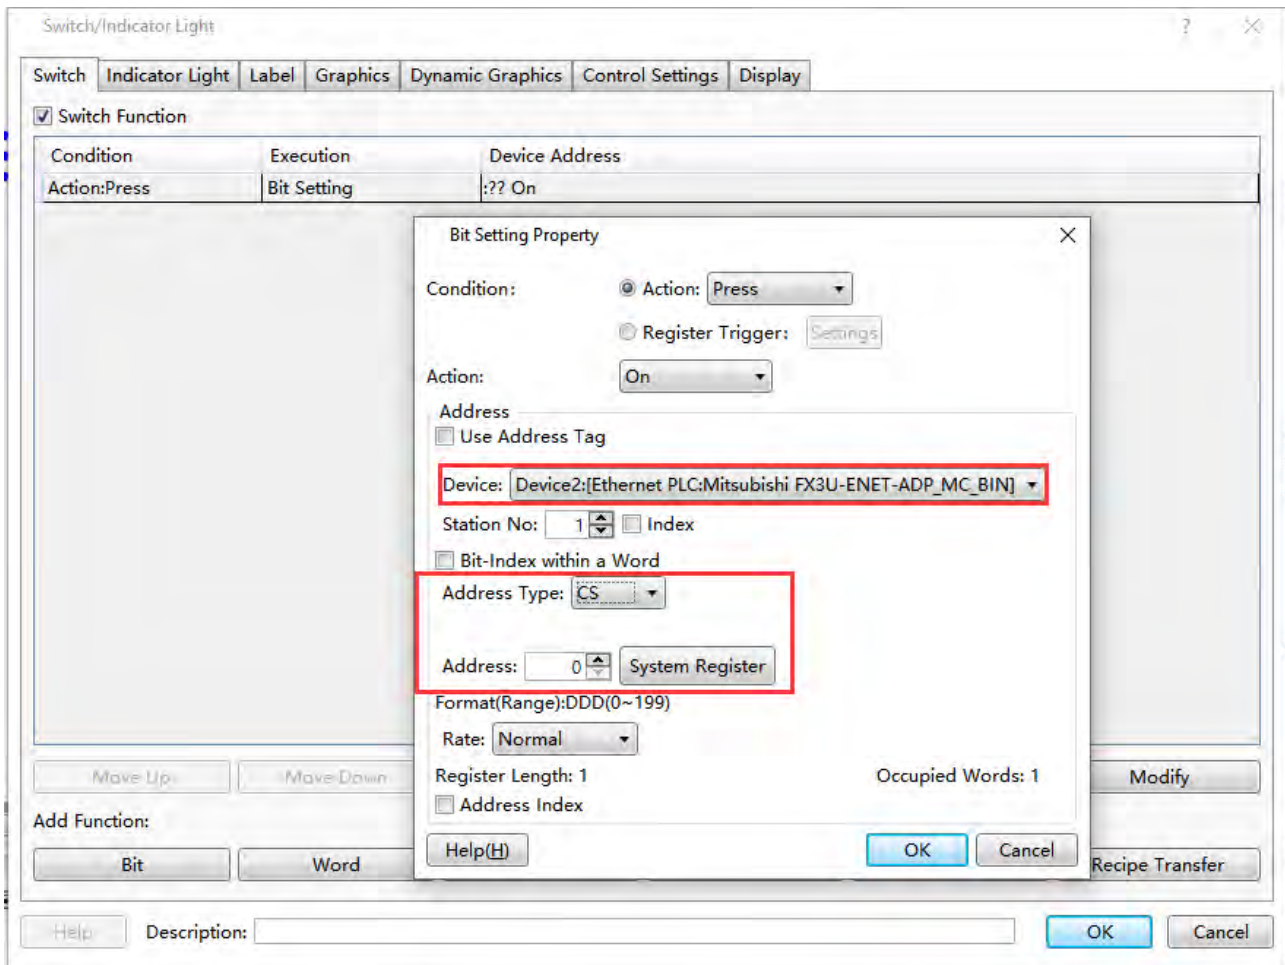 Switch/Indicator Light ?
Switch Indicator Light Label Graphics Dynamic Graphics Control Settings Display
Switch Function
Condition Execution Device Address
Action:Press Bit Setting :?? On
Bit Setting Property
Condition: Action: Press
Register Trigger: Settings
Action: On
Address
Use Address Tag
Device: Device2:[Ethernet PLC:Mitsubishi FX3U-ENET-ADP_MC_BIN]
Station No: 1 Index
Bit-Index within a Word
Address Type: CS
Address: 0 System Register
Format(Range):DDD(0~199)
Rate: Normal
Register Length: 1 Occupied Words: 1
Address Index
Help(H) OK Cancel
Move Up Move Down Modify
Add Function:
Bit Word Recipe Transfer
Help Description: OK Cancel